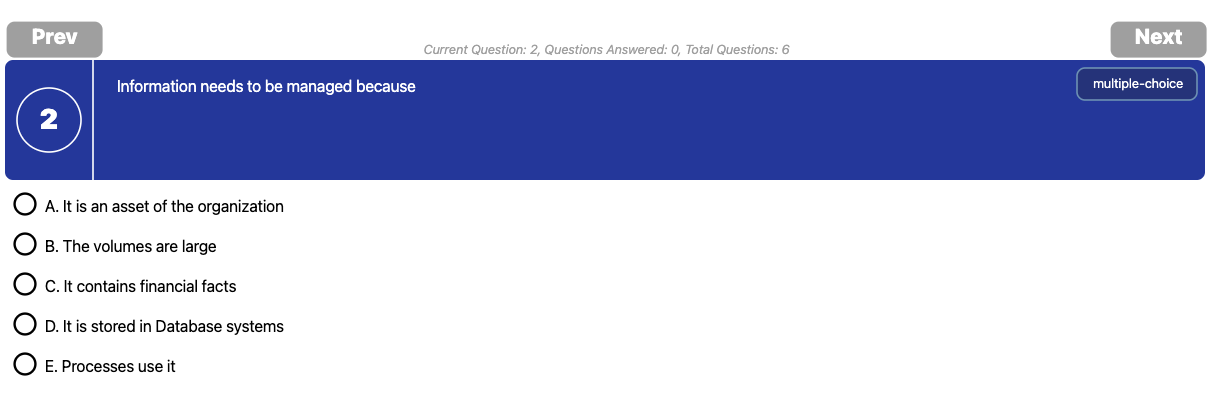 Prev
Current Question: 2, Questions Answered: 0, Total Questions: 6
Next
2
Information needs to be managed because
multiple-choice
A. It is an asset of the organization
B. The volumes are large
C. It contains financial facts
D. It is stored in Database systems
E. Processes use it